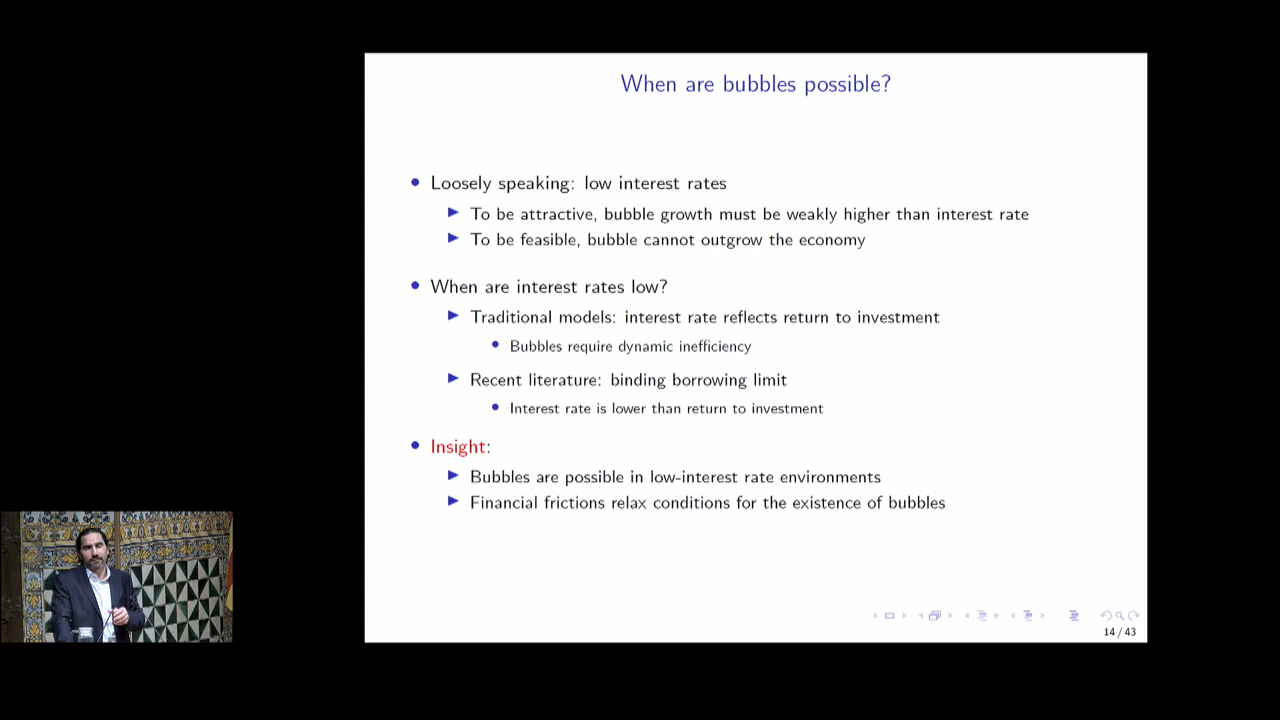 When are bubbles possible?
Loosely speaking: low interest rates
To be attractive, bubble growth must be weakly higher than interest rate
To be feasible, bubble cannot outgrow the economy
When are interest rates low?
Traditional models: interest rate reflects return to investment
Bubbles require dynamic inefficiency
Recent literature: binding borrowing limit
Interest rate is lower than return to investment
Insight:
Bubbles are possible in low-interest rate environments
Financial frictions relax conditions for the existence of bubbles
14 / 43